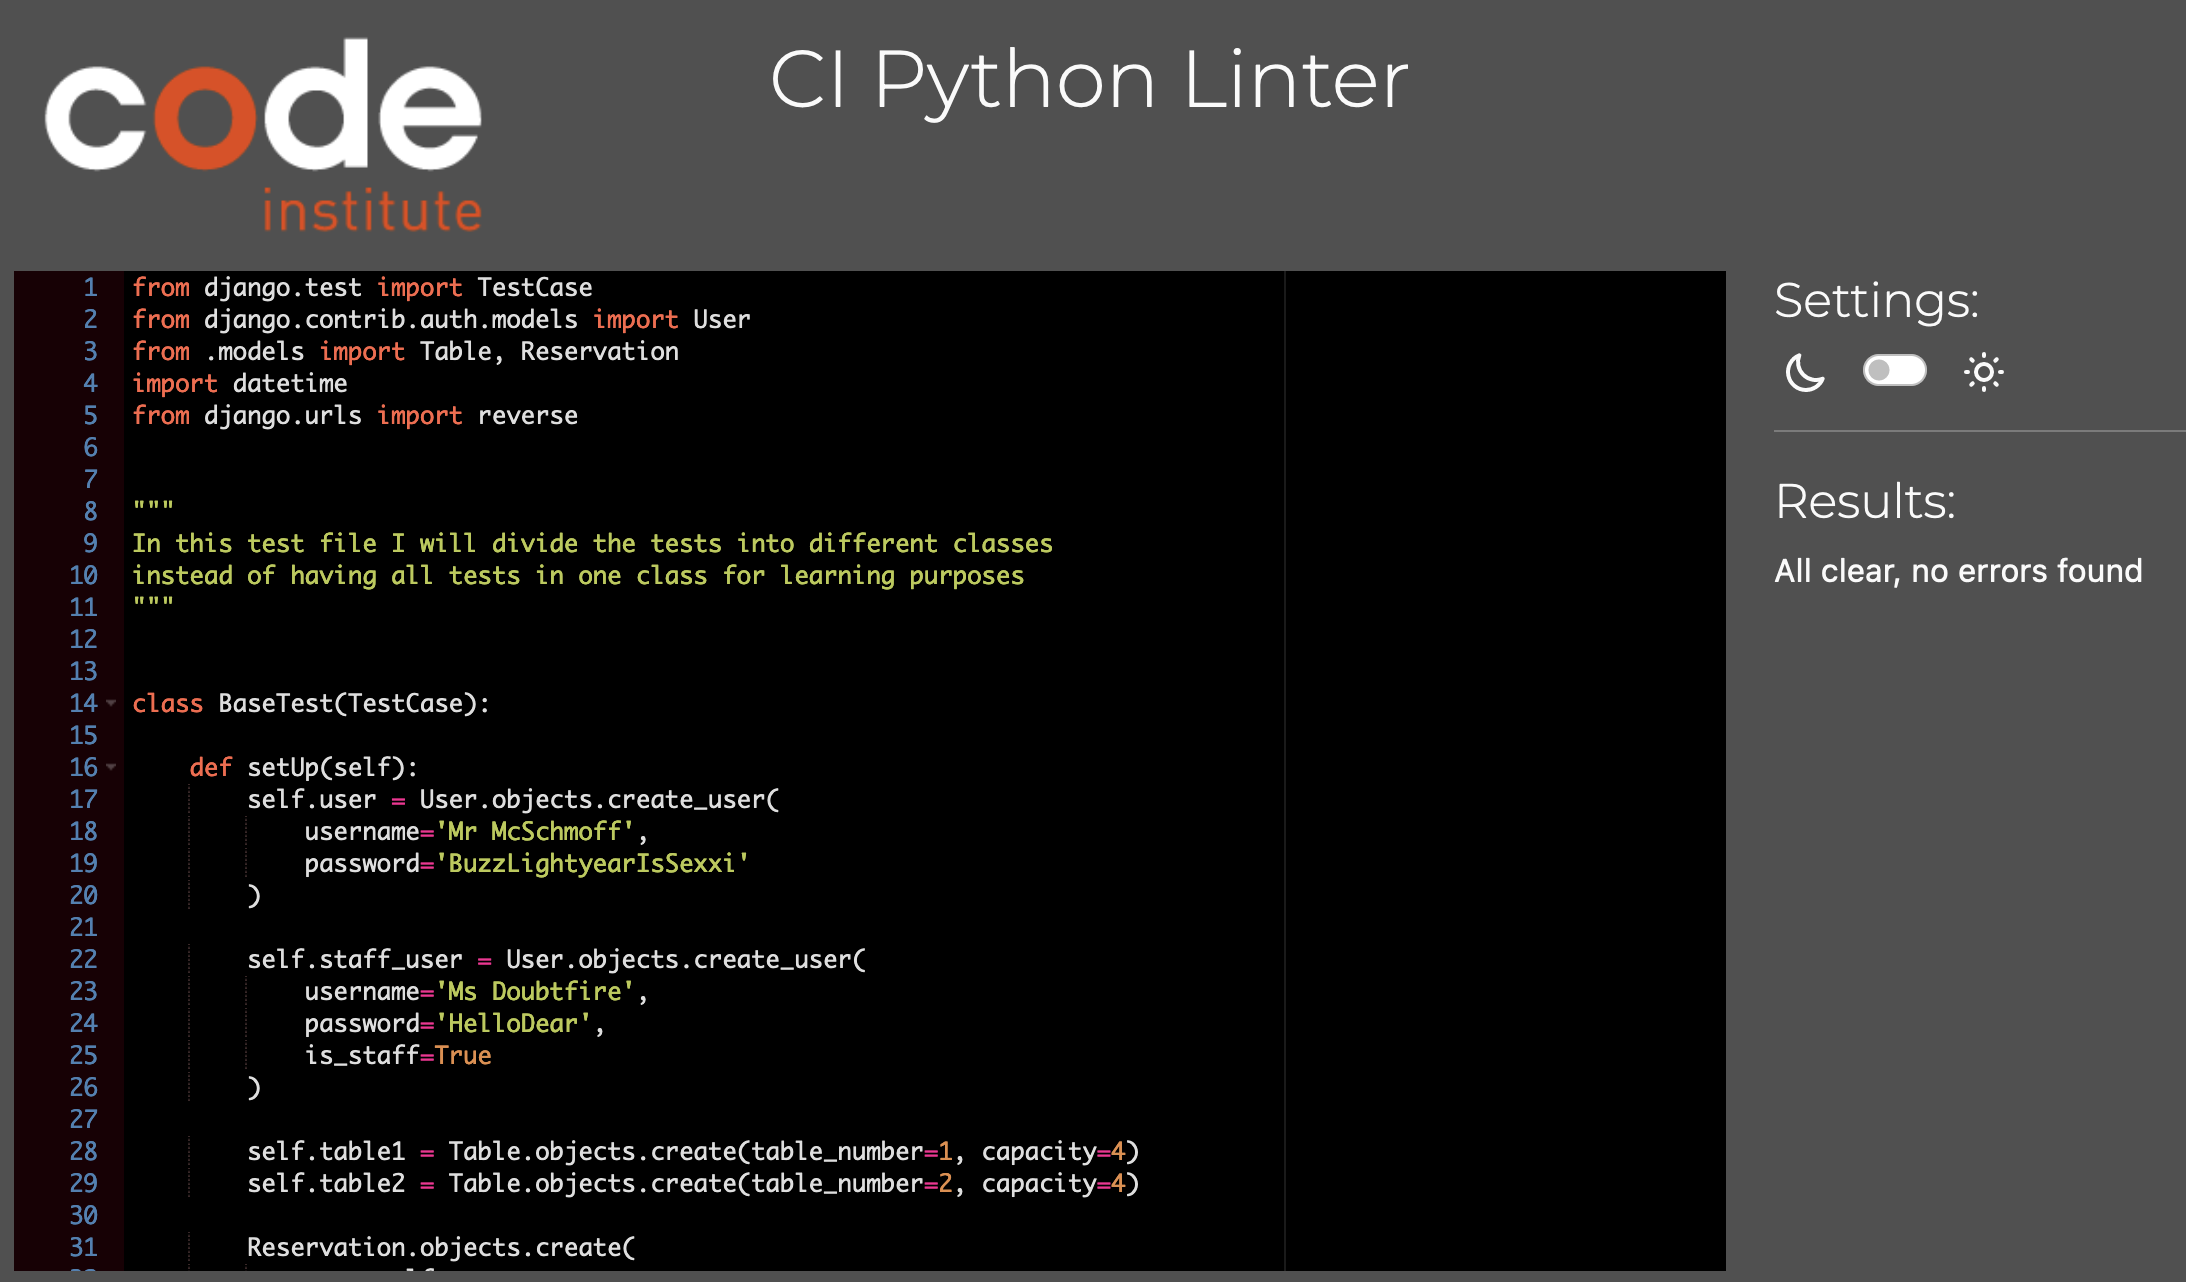 code
institute
CI Python Linter
1 from django.test import TestCase
2 from django.contrib.auth.models import User
3 from .models import Table, Reservation
4 import datetime
5 from django.urls import reverse
6
7
8 """
9 In this test file I will divide the tests into different classes
10 instead of having all tests in one class for learning purposes
11 """
12
13
14 class BaseTest(TestCase):
15
16     def setUp(self):
17         self.user = User.objects.create_user(
18             username='Mr McSchmoff',
19             password='BuzzLightyearIsSexxi'
20         )
21
22         self.staff_user = User.objects.create_user(
23             username='Ms Doubtfire',
24             password='HelloDear',
25             is_staff=True
26         )
27
28         self.table1 = Table.objects.create(table_number=1, capacity=4)
29         self.table2 = Table.objects.create(table_number=2, capacity=4)
30
31         Reservation.objects.create(
Settings:
Results:
All clear, no errors found